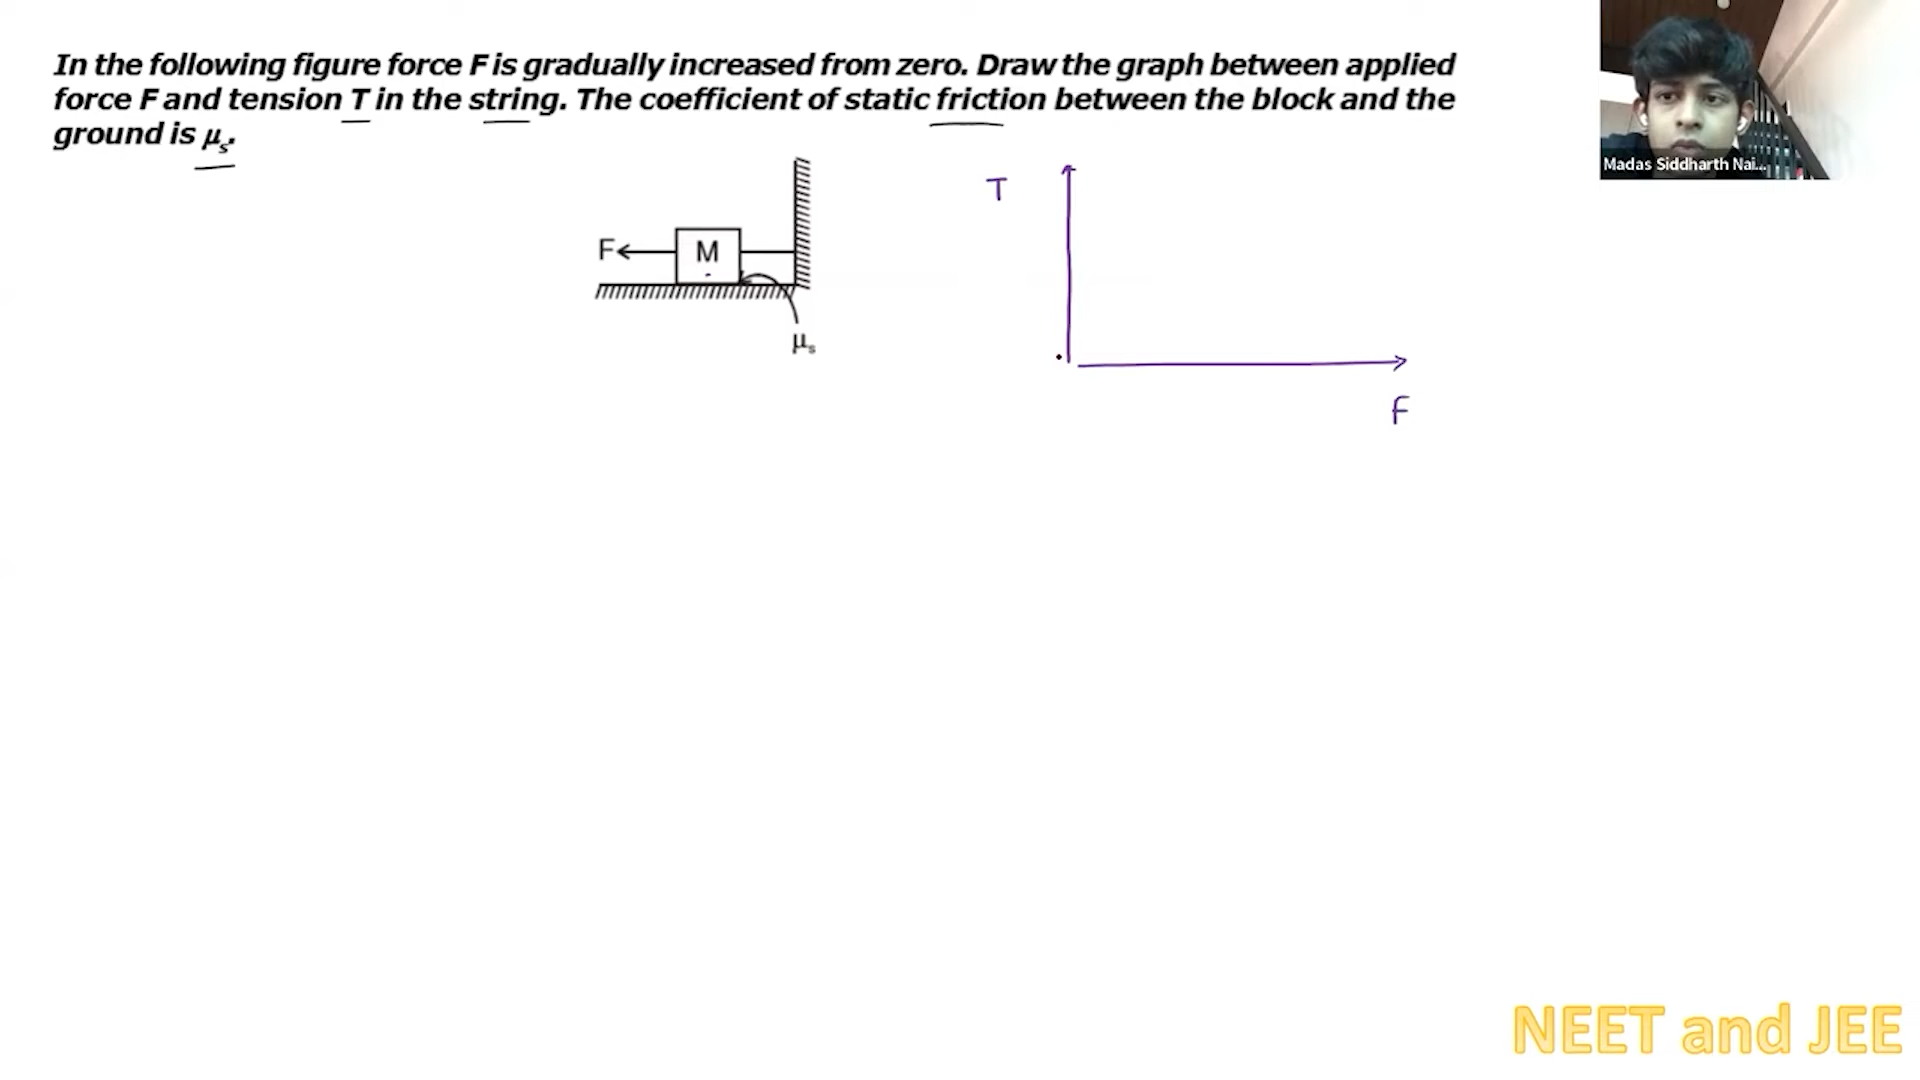 In the following figure force F is gradually increased from zero. Draw the graph between applied
force F and tension T in the string. The coefficient of static friction between the block and the
ground is μₛ.
Madas Siddharth Nai...
T
F
M
μₛ
F
NEET and JEE